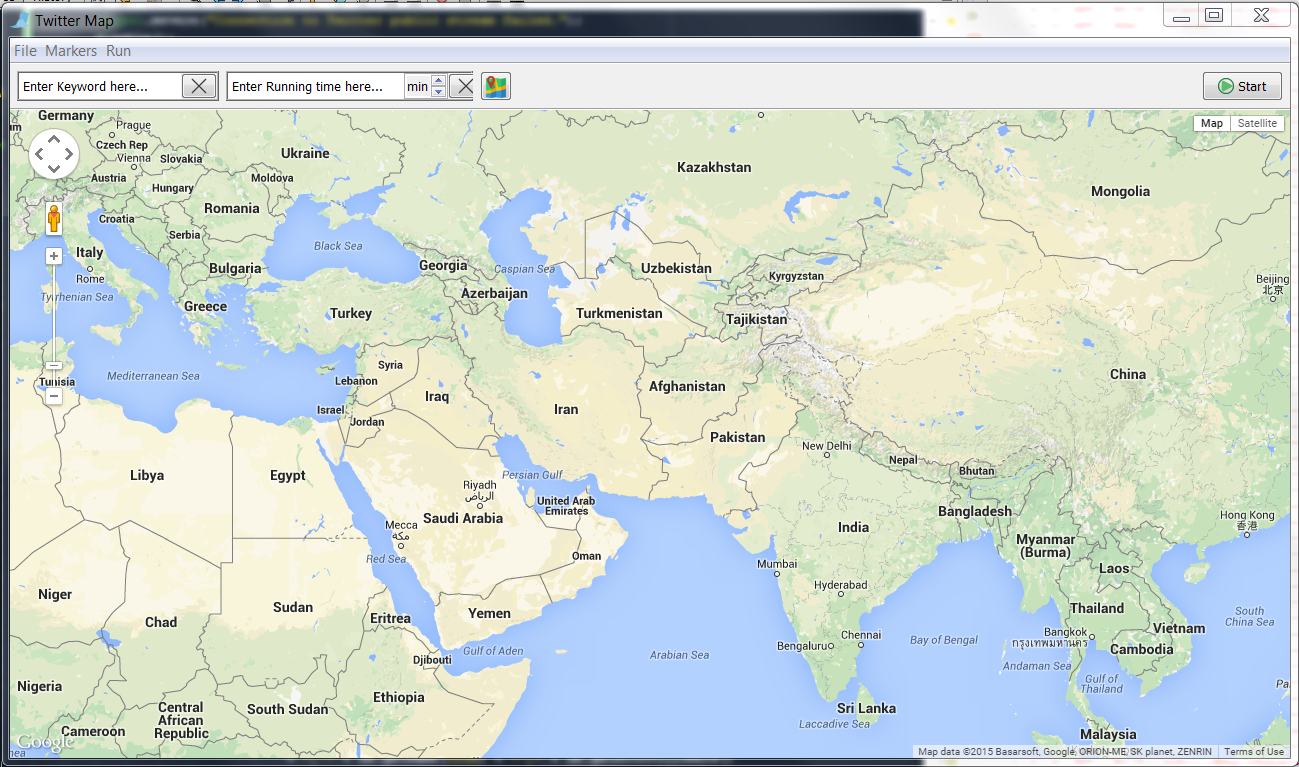 Twitter Map
File Markers Run
Enter Keyword here...
Enter Running time here...
min
Start
Map
Satellite
Germany
Prague
Czech Rep
Vienna
Slovakia
Ukraine
Kazakhstan
Austria
Moldova
Hungary
Mongolia
Romania
Croatia
Serbia
Black Sea
Italy
Rome
Bulgaria
Georgia
Caspian Sea
Uzbekistan
Kyrgyzstan
Beijing
北京
Tyrrhenian Sea
Azerbaijan
Greece
Turkey
Turkmenistan
Tajikistan
Syria
Mediterranean Sea
Tunisia
Lebanon
Afghanistan
China
Iraq
Iran
Israel
Jordan
Pakistan
New Delhi
Nepal
Bhutan
Libya
Egypt
Persian Gulf
Riyadh
الرياض
United Arab
Emirates
Saudi Arabia
Mecca
مكة
Bangladesh
Hong Kong
香港
India
Myanmar
(Burma)
Red Sea
Oman
Mumbai
Laos
Hyderabad
Niger
Chad
Sudan
Eritrea
Yemen
Thailand
South
China Sea
Vietnam
Chennai
Bangkok
กรุงเทพมหานคร
Bay of Bengal
Bengaluru
Cambodia
Djibouti
Gulf of Aden
Arabian Sea
Andaman Sea
Gulf of
Thailand
Nigeria
Ethiopia
Central
African
Republic
South Sudan
Sri Lanka
Laccadive Sea
Cameroon
Malaysia
Google
Map data ©2015 Basarsoft, Google, ORION-ME, SK planet, ZENRIN
Terms of Use